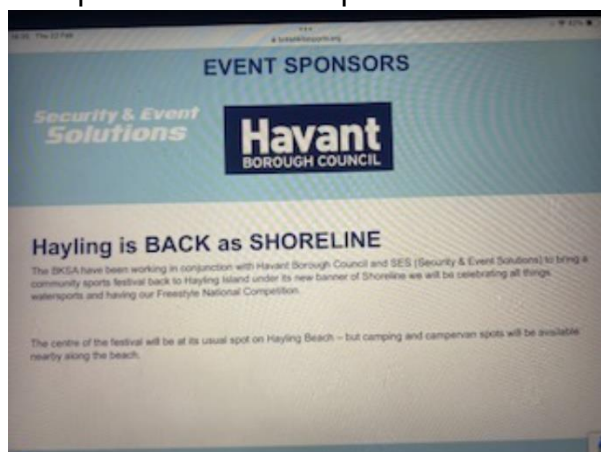 EVENT SPONSORS
Security & Event
Solutions
Havant
BOROUGH COUNCIL
Hayling is BACK as SHORELINE
The BKSA have been working in conjunction with Havant Borough Council and SES (Security & Event Solutions) to bring a
community sports festival back to Hayling Island under its new banner of Shoreline we will be celebrating all things
watersports and having our Freestyle National Competition.
The centre of the festival will be at its usual spot on Hayling Beach – but camping and campervan spots will be available
nearby along the beach.